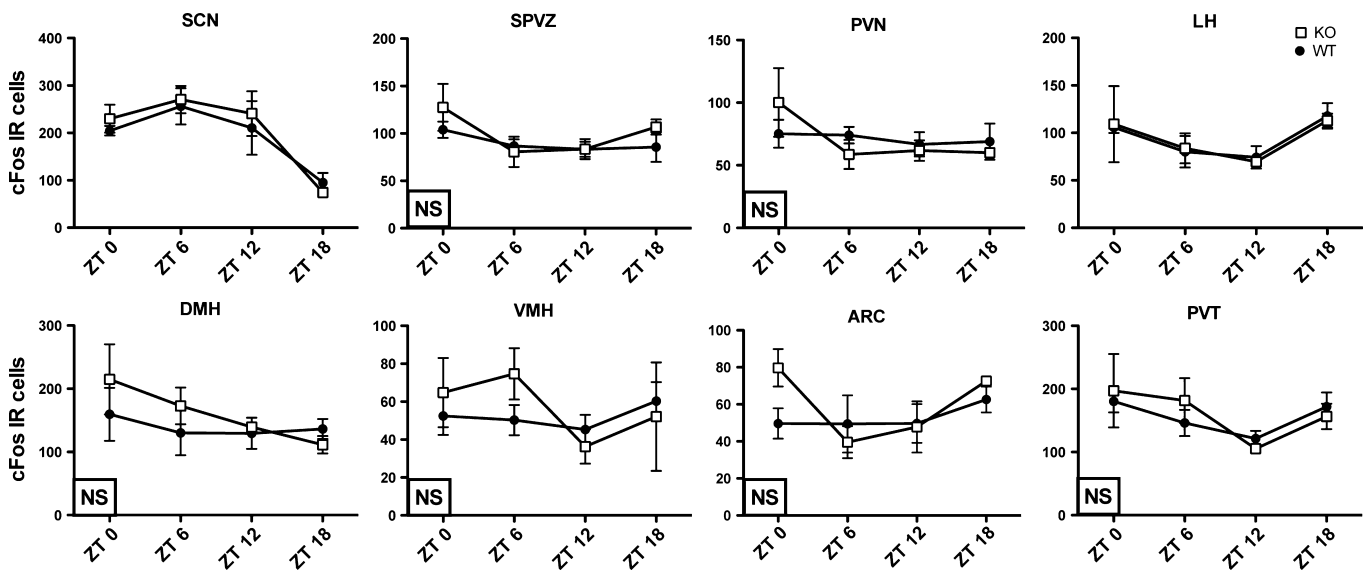 SCN
cFos IR cells
400
300
200
100
0
ZT 0
ZT 6
ZT 12
ZT 18
SPVZ
200
150
100
50
0
NS
ZT 0
ZT 6
ZT 12
ZT 18
PVN
150
100
50
0
NS
ZT 0
ZT 6
ZT 12
ZT 18
LH
KO
WT
200
150
100
50
0
ZT 0
ZT 6
ZT 12
ZT 18
DMH
cFos IR cells
300
200
100
0
NS
ZT 0
ZT 6
ZT 12
ZT 18
VMH
100
80
60
40
20
0
NS
ZT 0
ZT 6
ZT 12
ZT 18
ARC
100
80
60
40
20
0
NS
ZT 0
ZT 6
ZT 12
ZT 18
PVT
300
200
100
0
NS
ZT 0
ZT 6
ZT 12
ZT 18